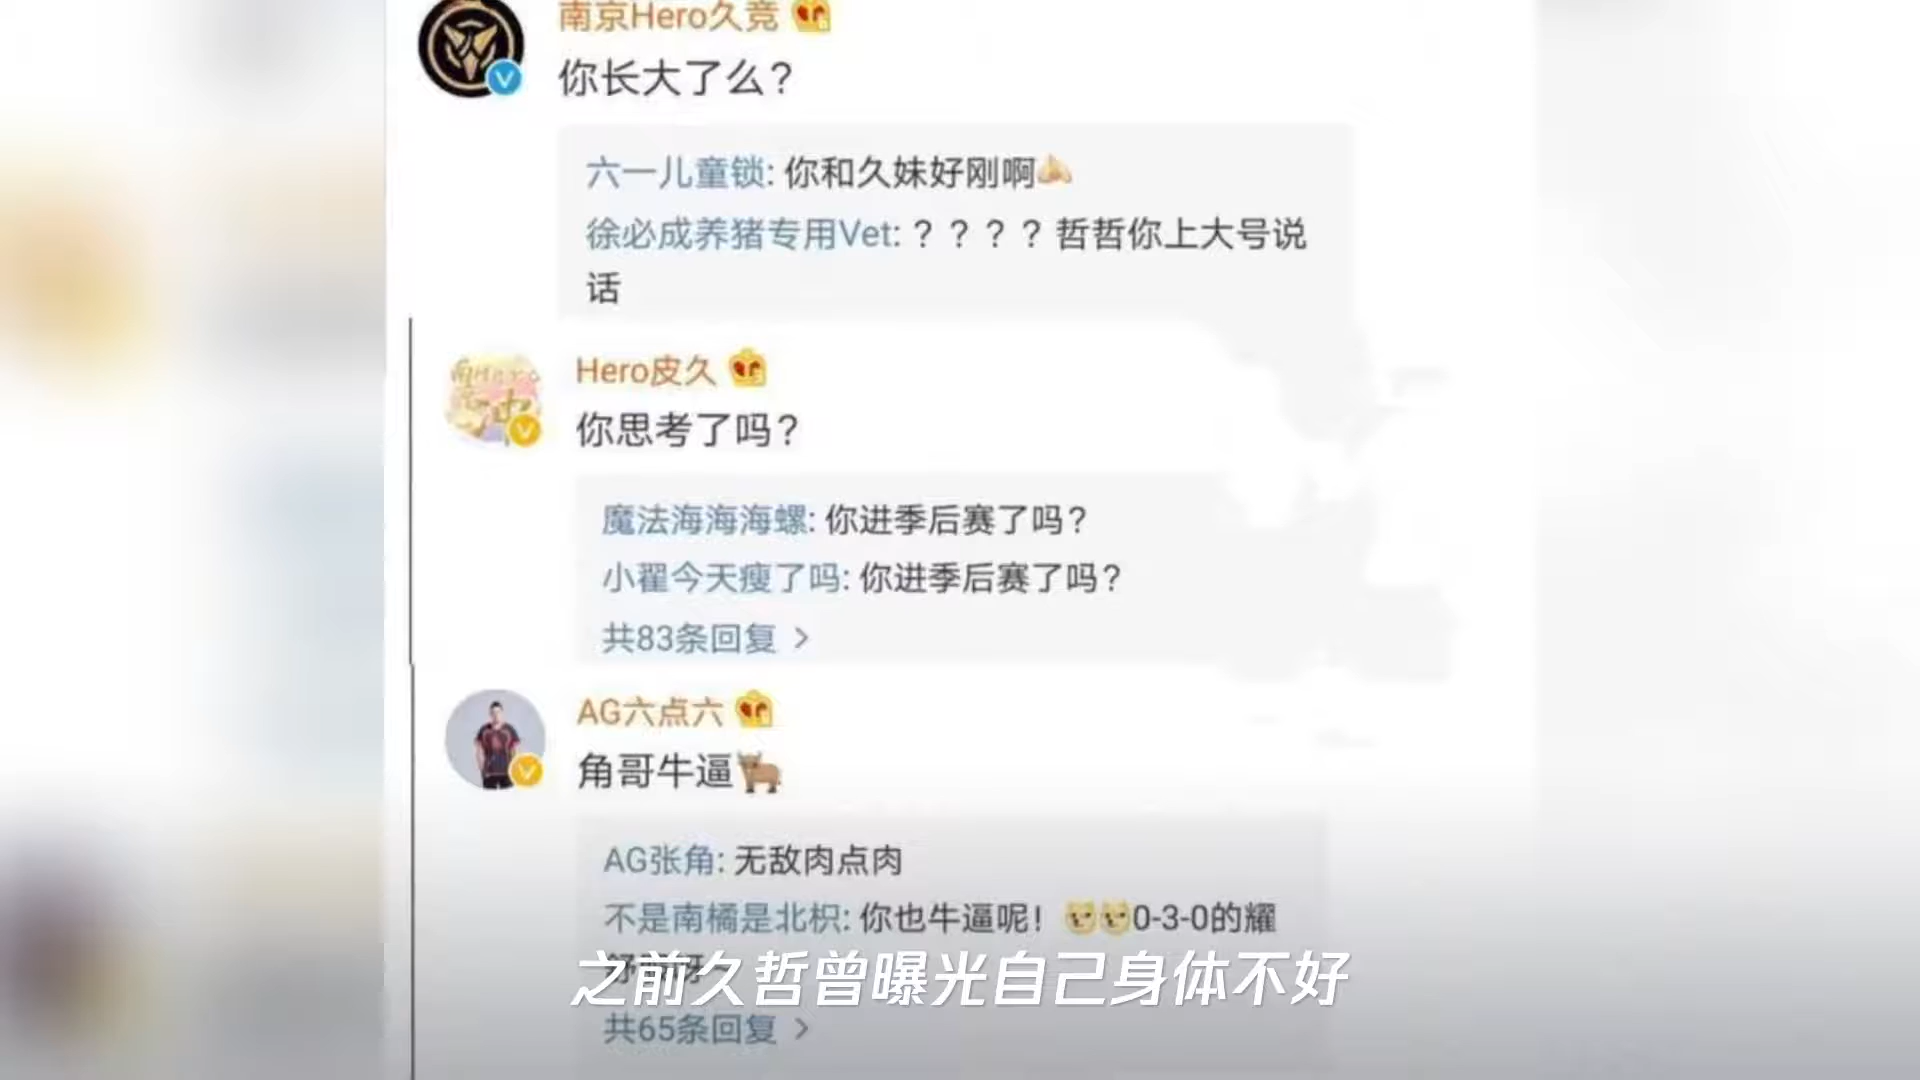 南京Hero久竞
你长大了么？
六一儿童锁: 你和久妹好刚啊
徐必成养猪专用Vet: ？？？？哲哲你上大号说
话
Hero皮久
你思考了吗？
魔法海海海螺: 你进季后赛了吗？
小翟今天瘦了吗: 你进季后赛了吗？
共83条回复 >
AG六点六
角哥牛逼
AG张角: 无敌肉点肉
不是南橘是北枳: 你也牛逼呢！0-3-0的耀
之前久哲曾曝光自己身体不好
共65条回复 >